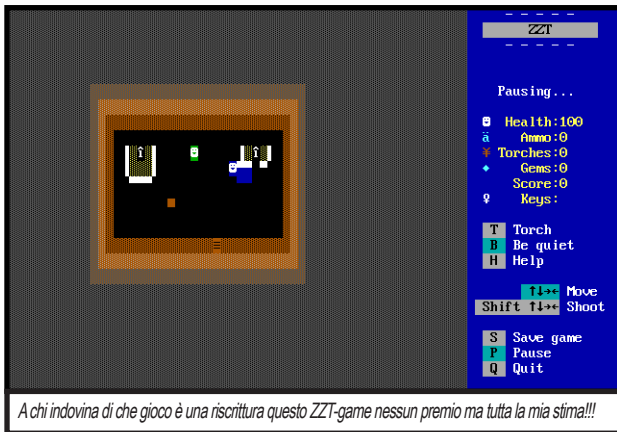 - - - - -
ZZT
- - - - -
Pausing...
Health:100
Ammo:0
Torches:0
Gems:0
Score:0
Keys:
T Torch
B Be quiet
H Help
↑↓→← Move
Shift ↑↓→← Shoot
S Save game
P Pause
Q Quit
A chi indovina di che gioco è una riscrittura questo ZZT-game nessun premio ma tutta la mia stima!!!